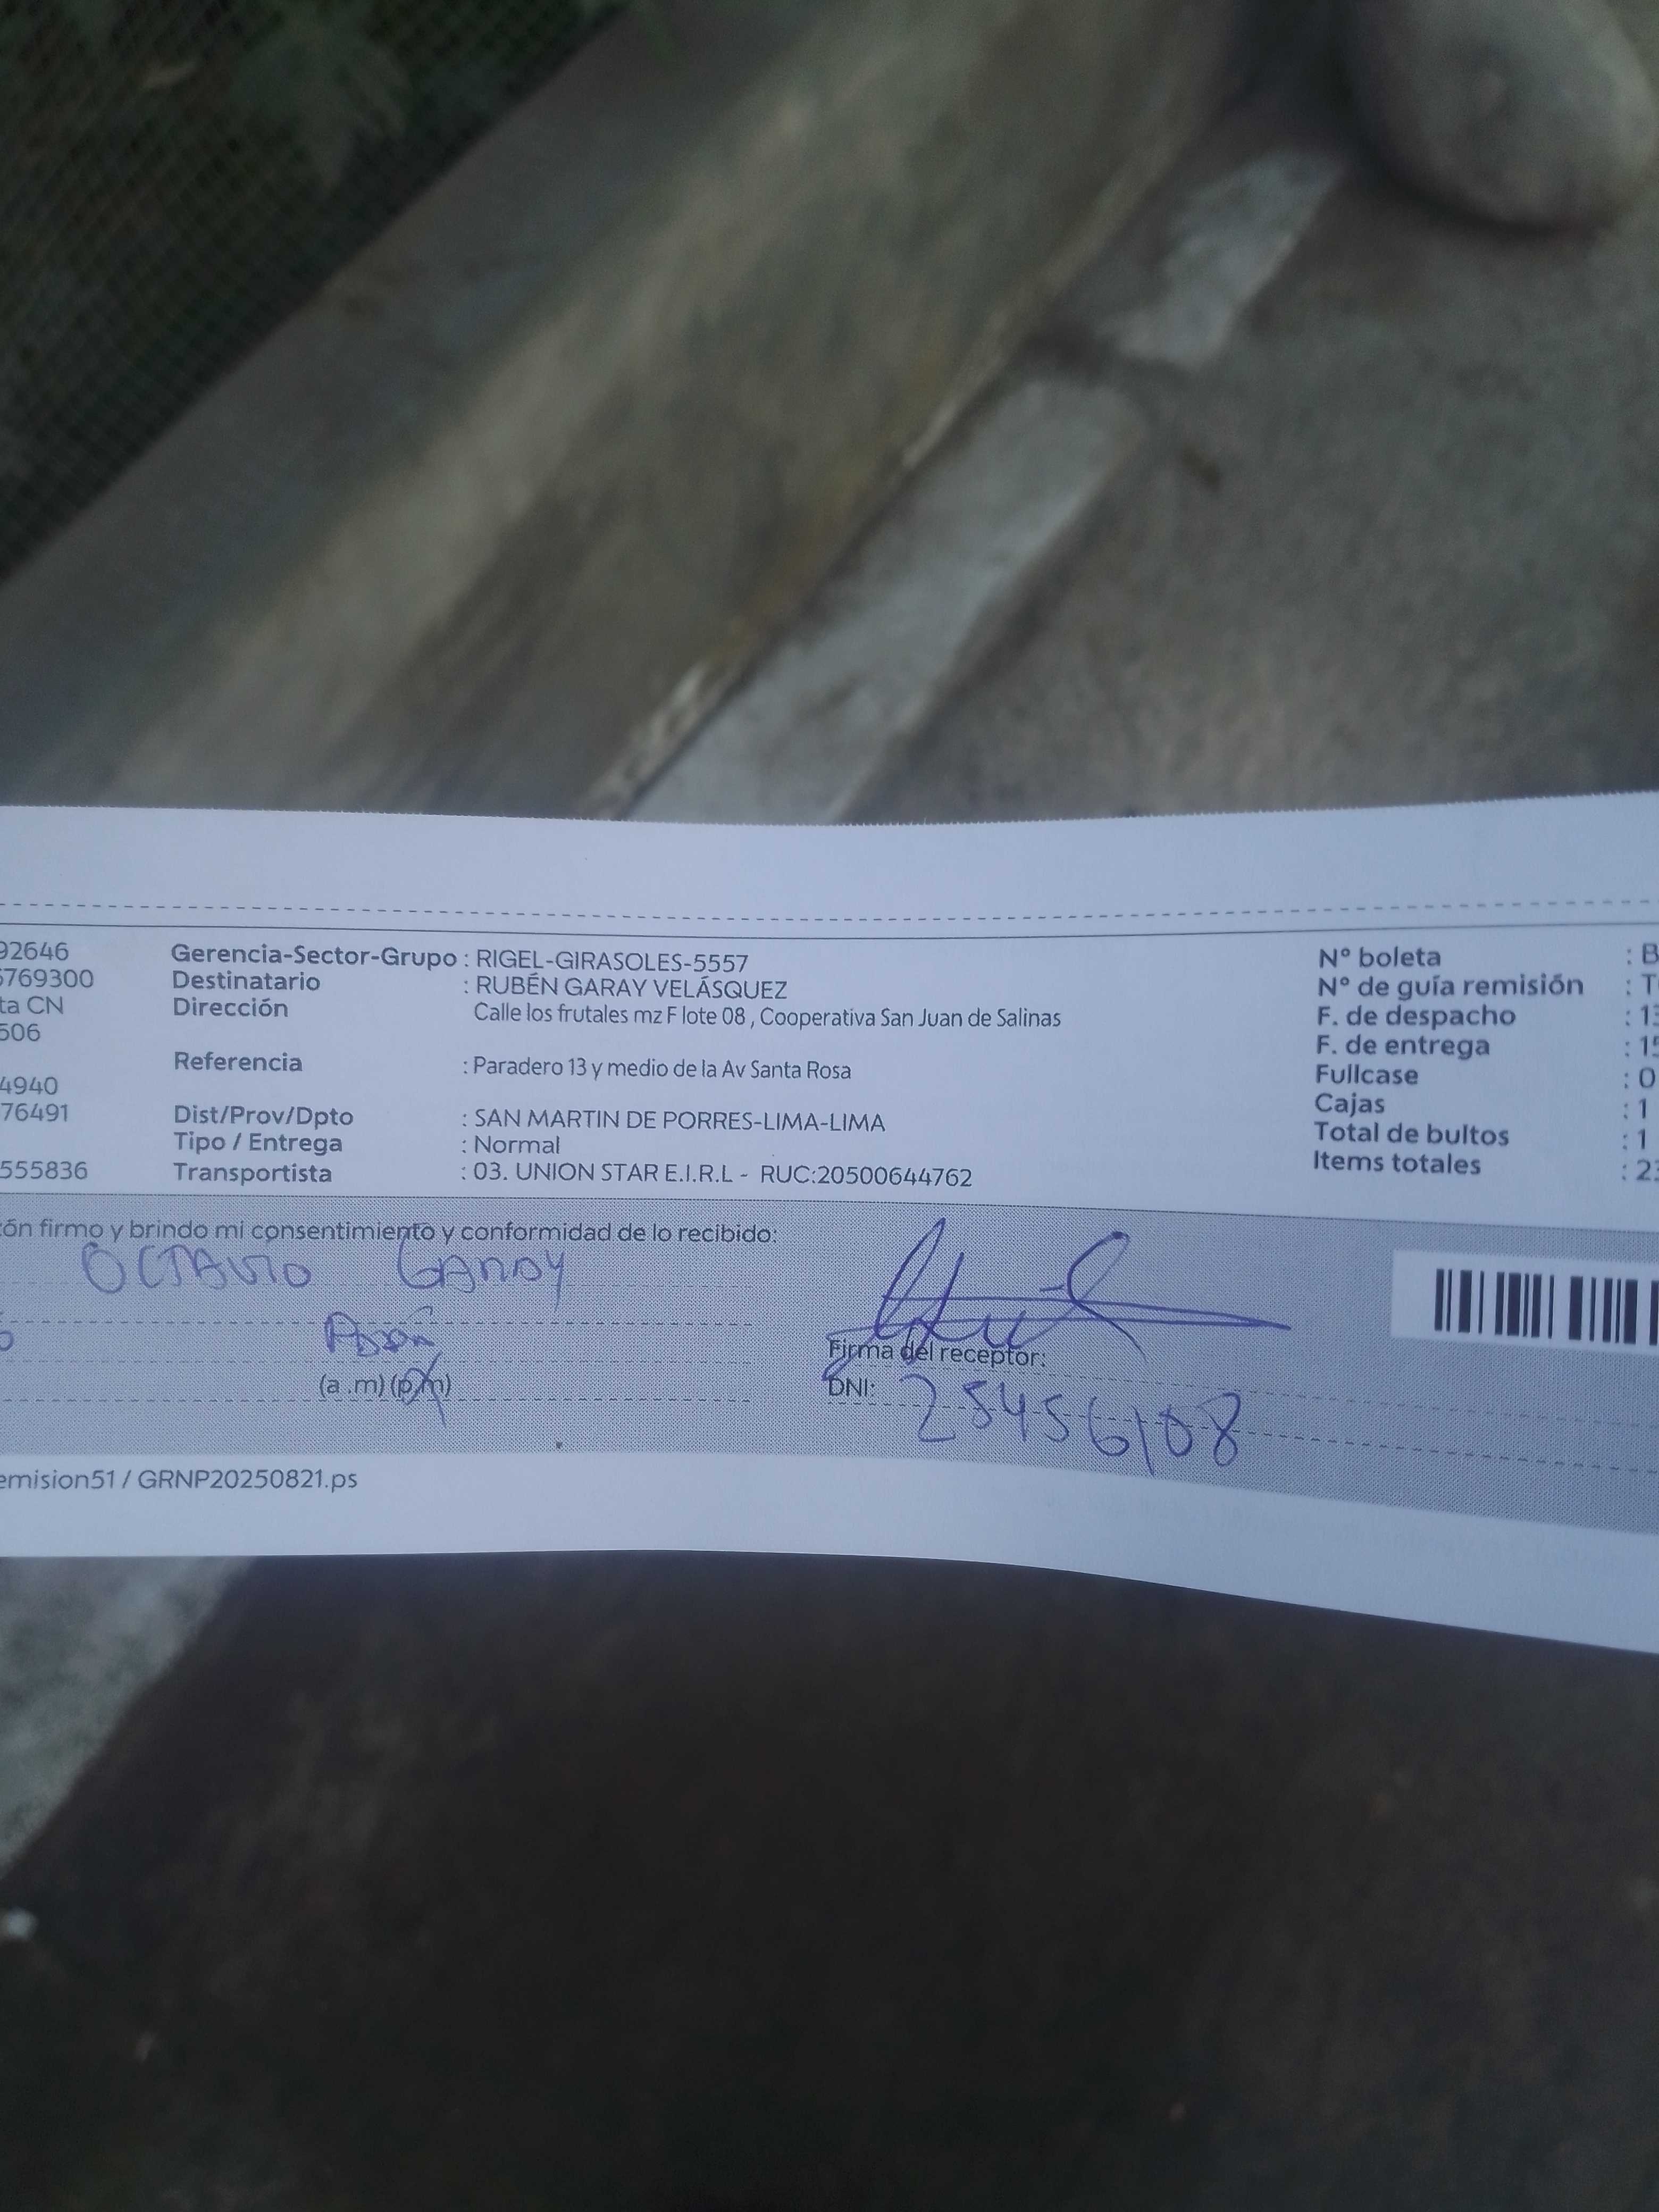 92646 Gerencia-Sector-Grupo : RIGEL-GIRASOLES-5557 N° boleta : B
5769300 Destinatario : RUBÉN GARAY VELÁSQUEZ N° de guía remisión : T
ta CN Dirección Calle los frutales mz F lote 08 , Cooperativa San Juan de Salinas F. de despacho : 13
506 F. de entrega : 15
Referencia : Paradero 13 y medio de la Av Santa Rosa Fullcase : 0
4940 Cajas : 1
76491 Dist/Prov/Dpto : SAN MARTIN DE PORRES-LIMA-LIMA Total de bultos : 1
Tipo / Entrega : Normal Items totales : 23
555836 Transportista : 03. UNION STAR E.I.R.L - RUC:20500644762
ón firmo y brindo mi consentimiento y conformidad de lo recibido:
OCTAVIO GARAY
Firma del receptor:
(a .m) (p.m) DNI: 25456108
emision51 / GRNP20250821.ps